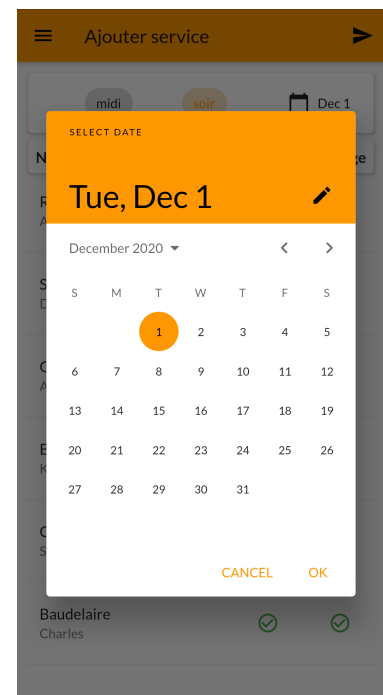 Ajouter service
midi soir Dec 1
SELECT DATE
Tue, Dec 1
December 2020
S M T W T F S
1 2 3 4 5
6 7 8 9 10 11 12
13 14 15 16 17 18 19
20 21 22 23 24 25 26
27 28 29 30 31
CANCEL OK
Baudelaire
Charles